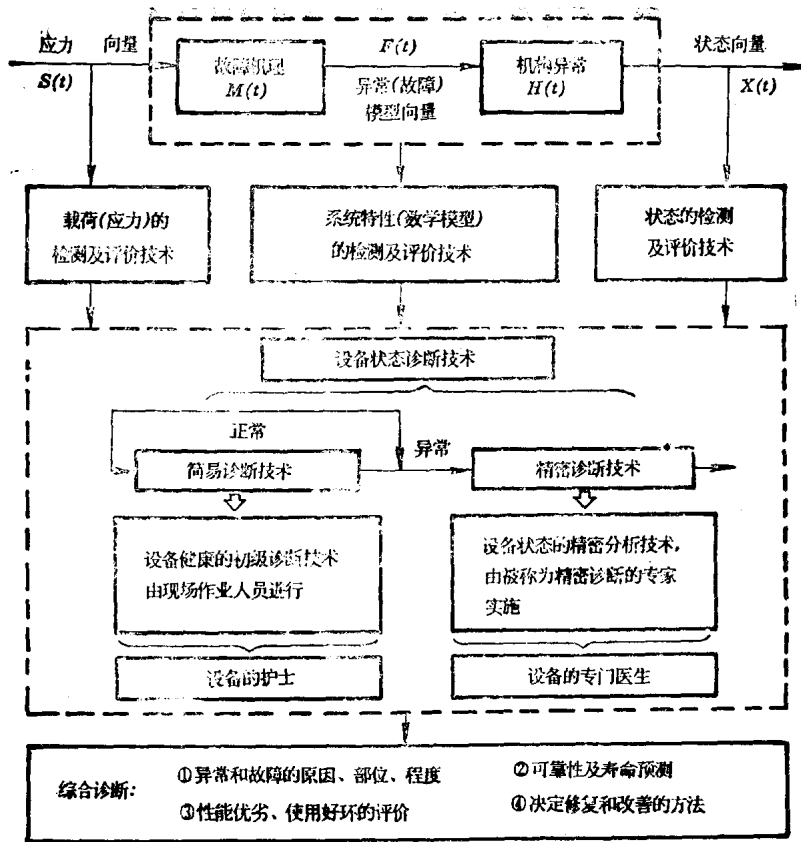 应力 向量
S(t)
故障机理
M(t)
F(t)
异常(故障)
模型向量
机构异常
H(t)
状态向量
X(t)
载荷(应力)的
检测及评价技术
系统特性(数学模型)
的检测及评价技术
状态的检测
及评价技术
设备状态诊断技术
正常
异常
简易诊断技术
精密诊断技术
设备健康的初级诊断技术
由现场作业人员进行
设备状态的精密分析技术,
由被称为精密诊断的专家
实施
设备的护士
设备的专门医生
综合诊断:
①异常和故障的原因、部位、程度
②可靠性及寿命预测
③性能优劣、使用好环的评价
④决定修复和改善的方法